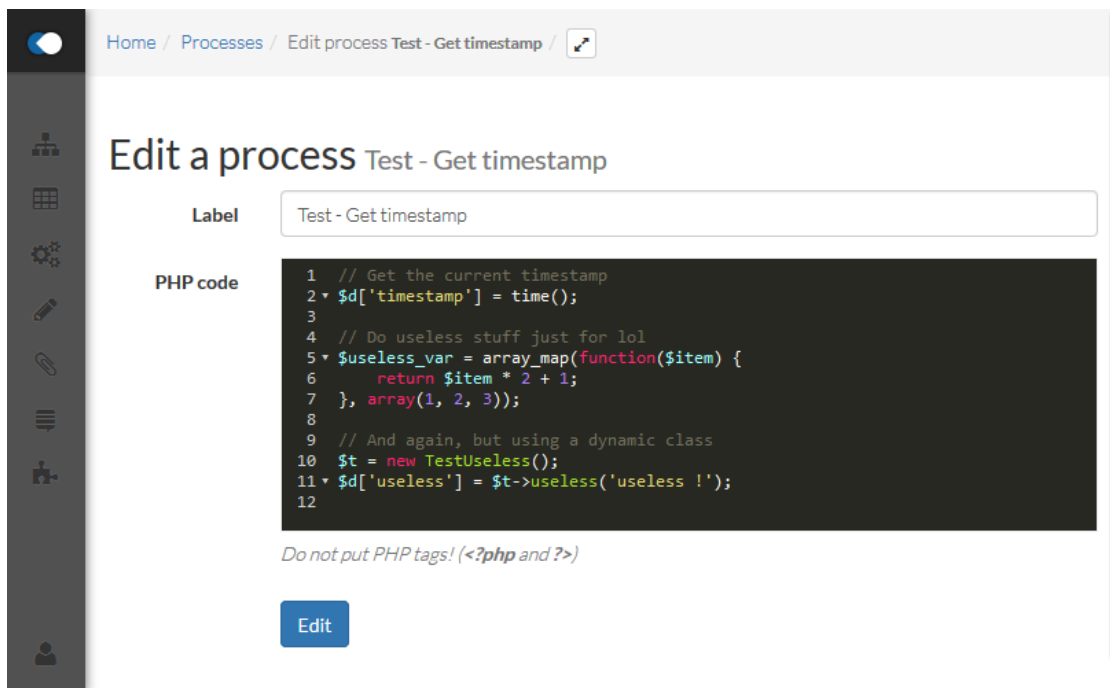 Home / Processes / Edit process Test - Get timestamp /
Edit a process Test - Get timestamp
Label Test - Get timestamp
PHP code
1 // Get the current timestamp
2 $d['timestamp'] = time();
3
4 // Do useless stuff just for lol
5 $useless_var = array_map(function($item) {
6     return $item * 2 + 1;
7 }, array(1, 2, 3));
8
9 // And again, but using a dynamic class
10 $t = new TestUseless();
11 $d['useless'] = $t->useless('useless !');
12
Do not put PHP tags! (<?php and ?>)
Edit